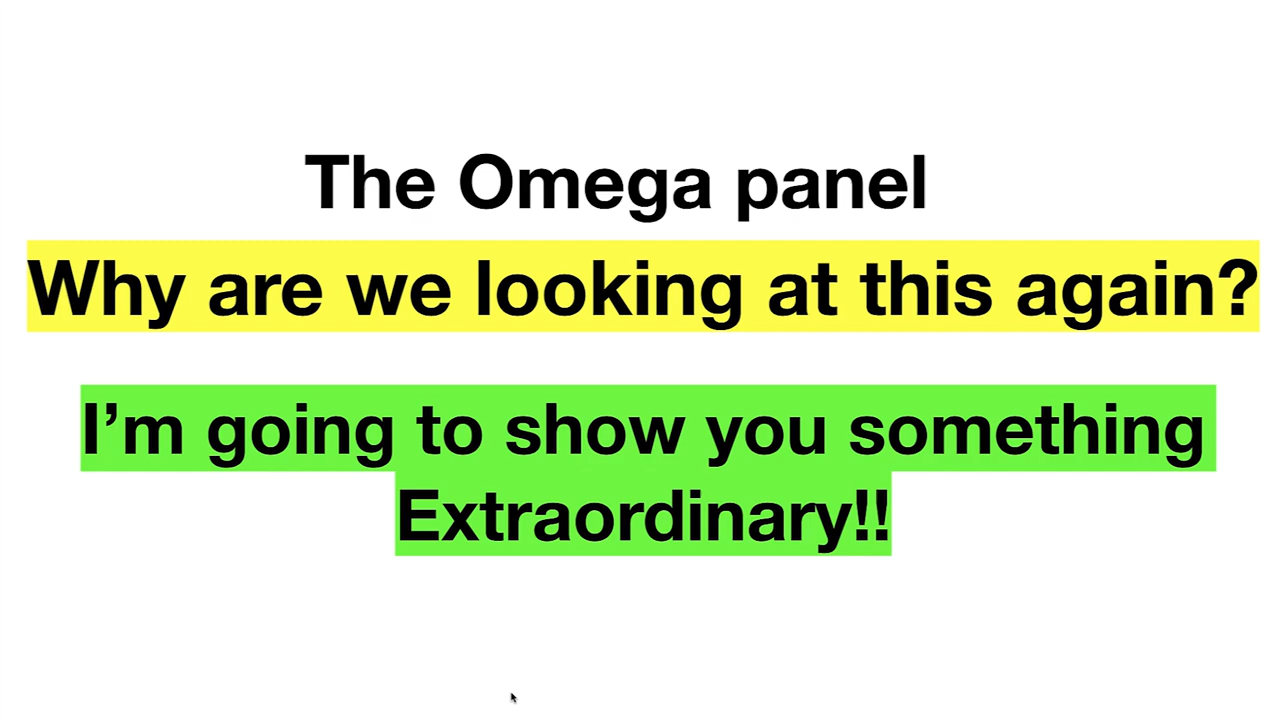 The Omega panel
Why are we looking at this again?
I’m going to show you something
Extraordinary!!